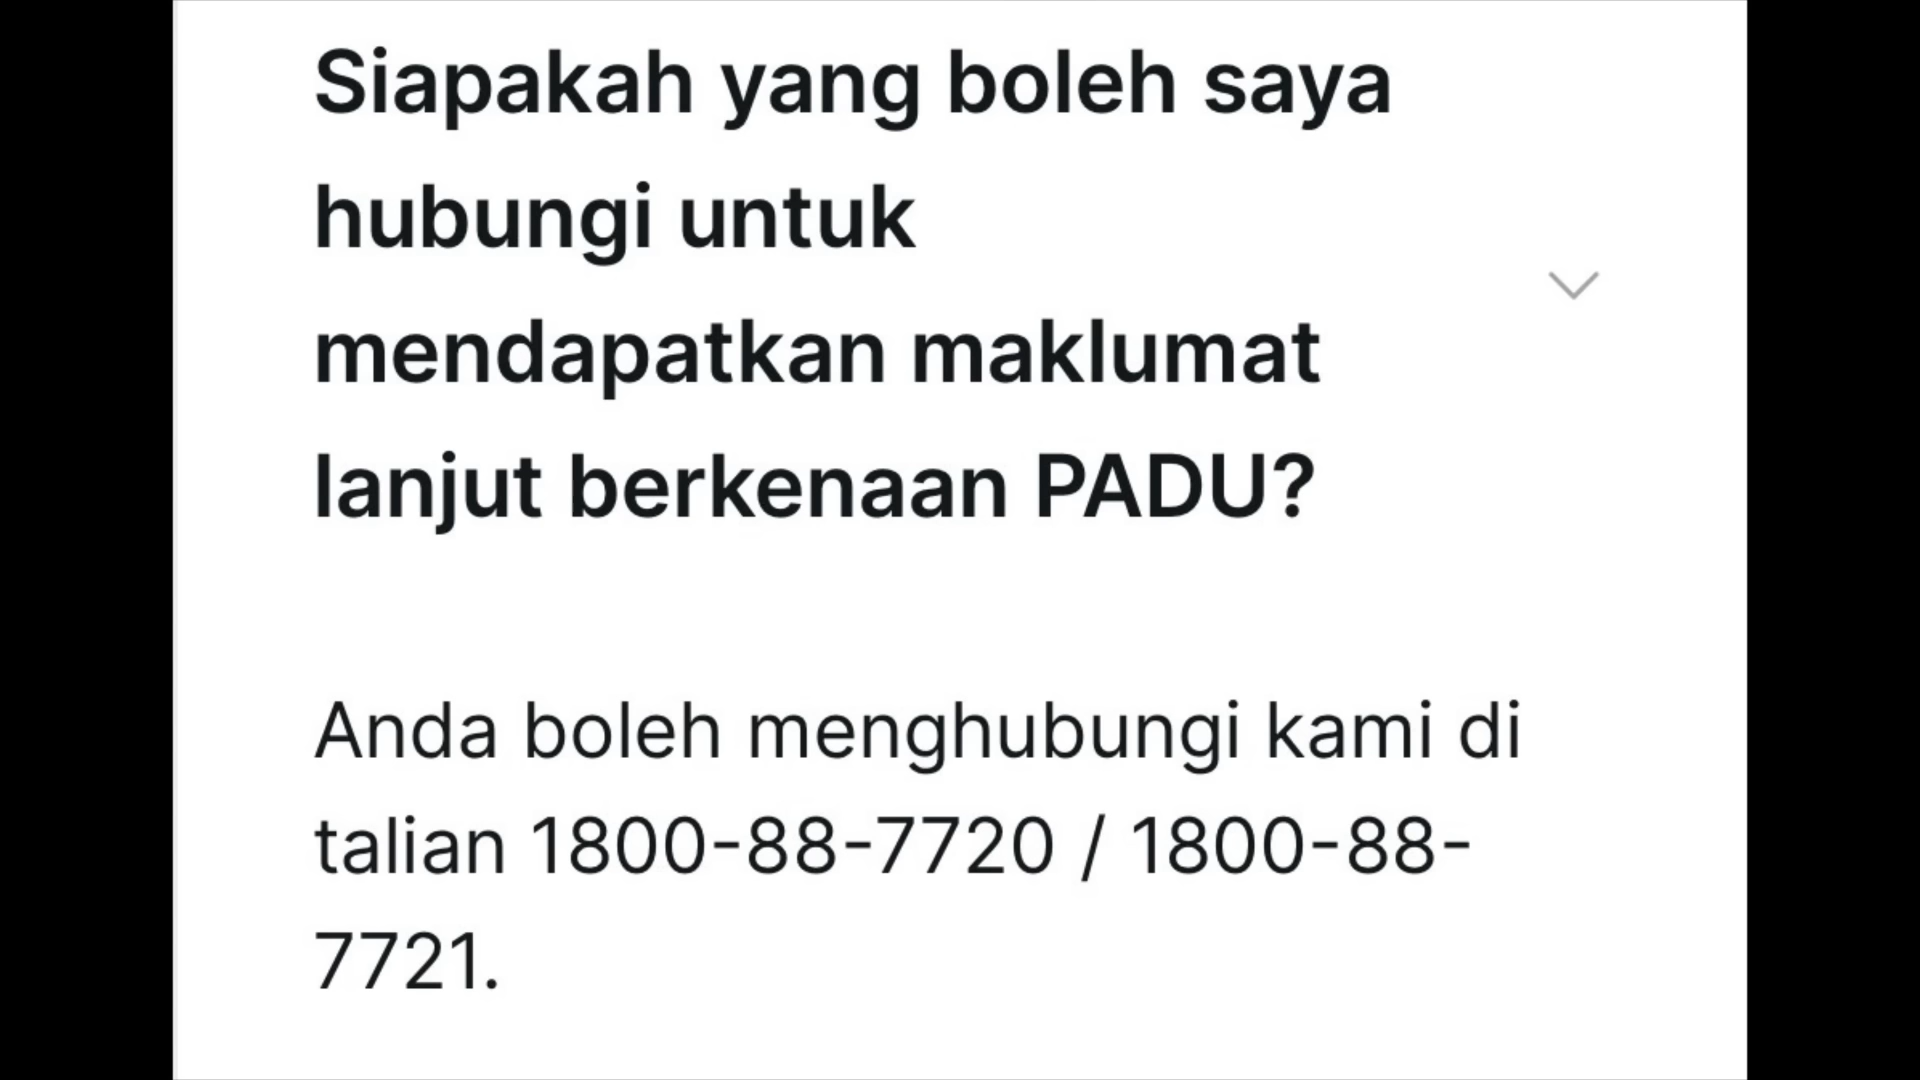 Siapakah yang boleh saya
hubungi untuk
mendapatkan maklumat
lanjut berkenaan PADU?
Anda boleh menghubungi kami di
talian 1800-88-7720 / 1800-88-
7721.